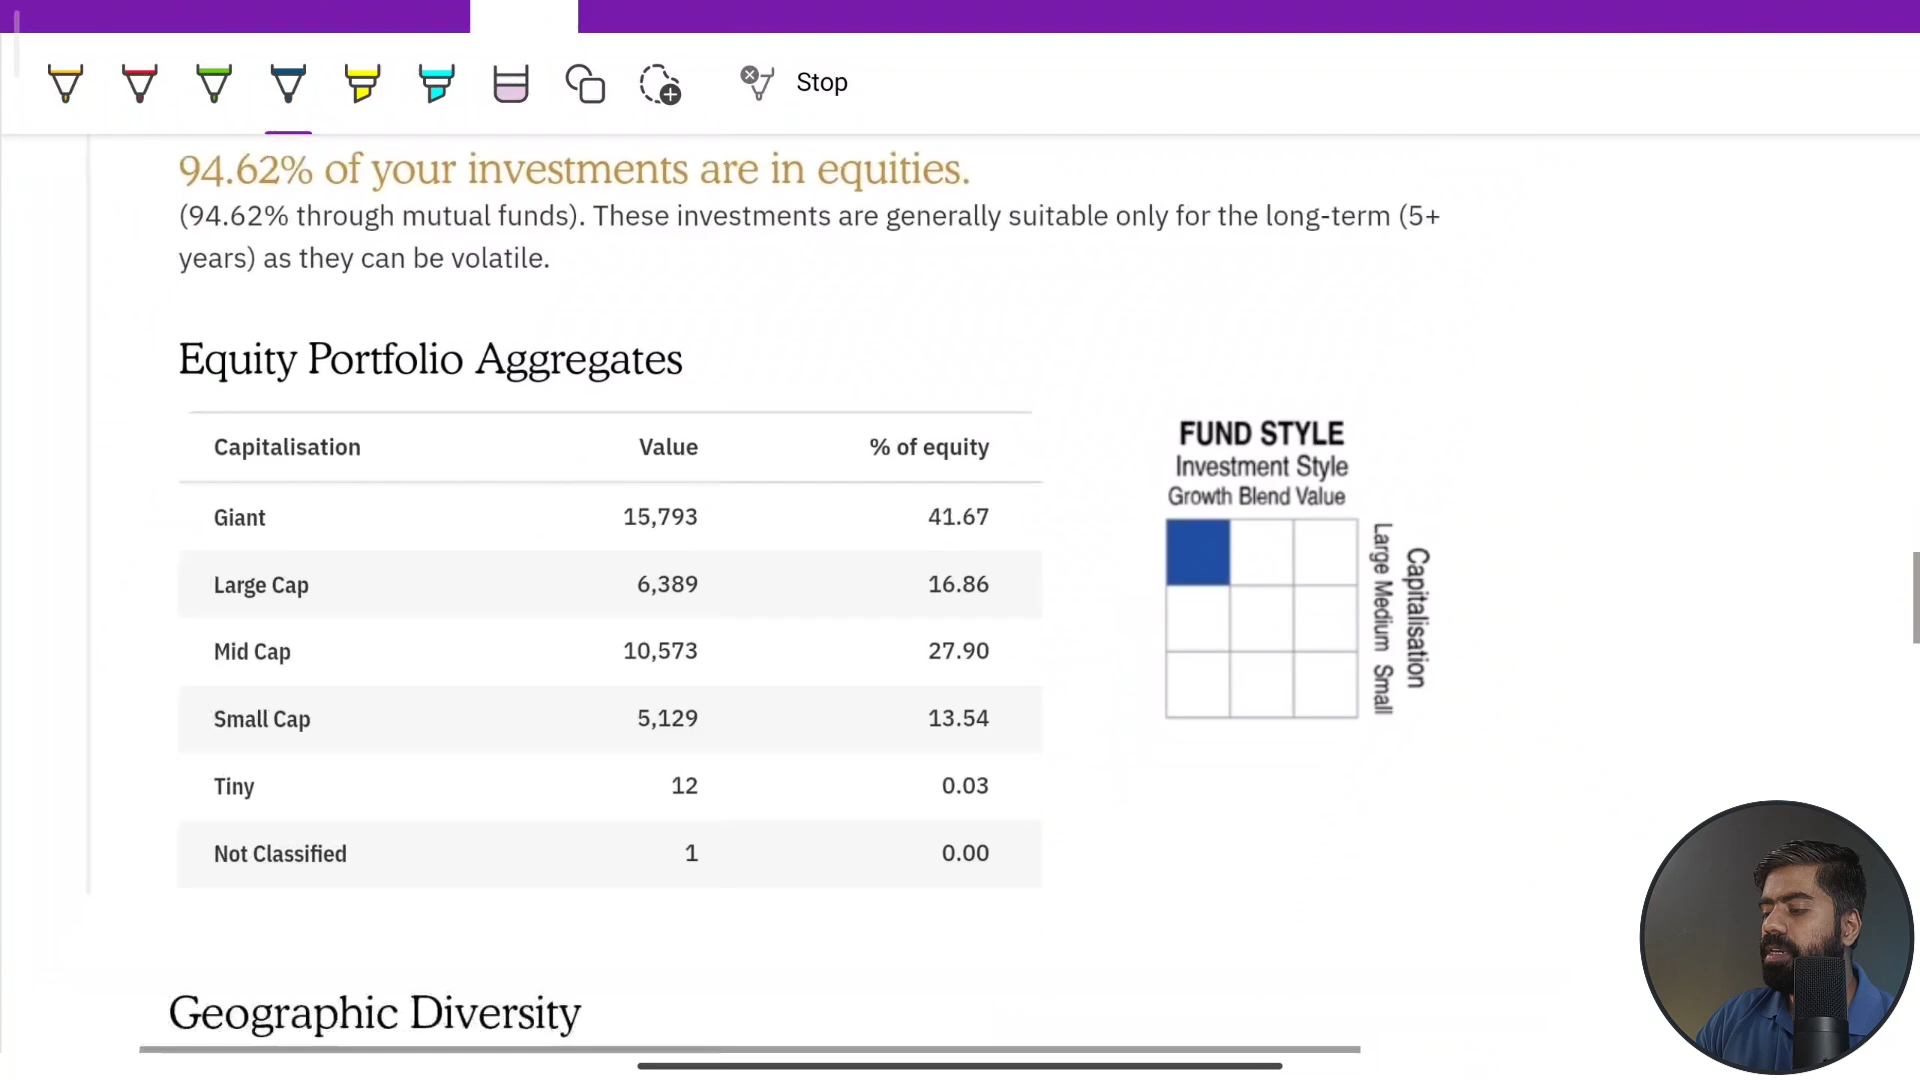 Stop
94.62% of your investments are in equities.
(94.62% through mutual funds). These investments are generally suitable only for the long-term (5+
years) as they can be volatile.
Equity Portfolio Aggregates
Capitalisation Value % of equity
Giant 15,793 41.67
Large Cap 6,389 16.86
Mid Cap 10,573 27.90
Small Cap 5,129 13.54
Tiny 12 0.03
Not Classified 1 0.00
FUND STYLE
Investment Style
Growth Blend Value
Large Medium Small
Capitalisation
Geographic Diversity